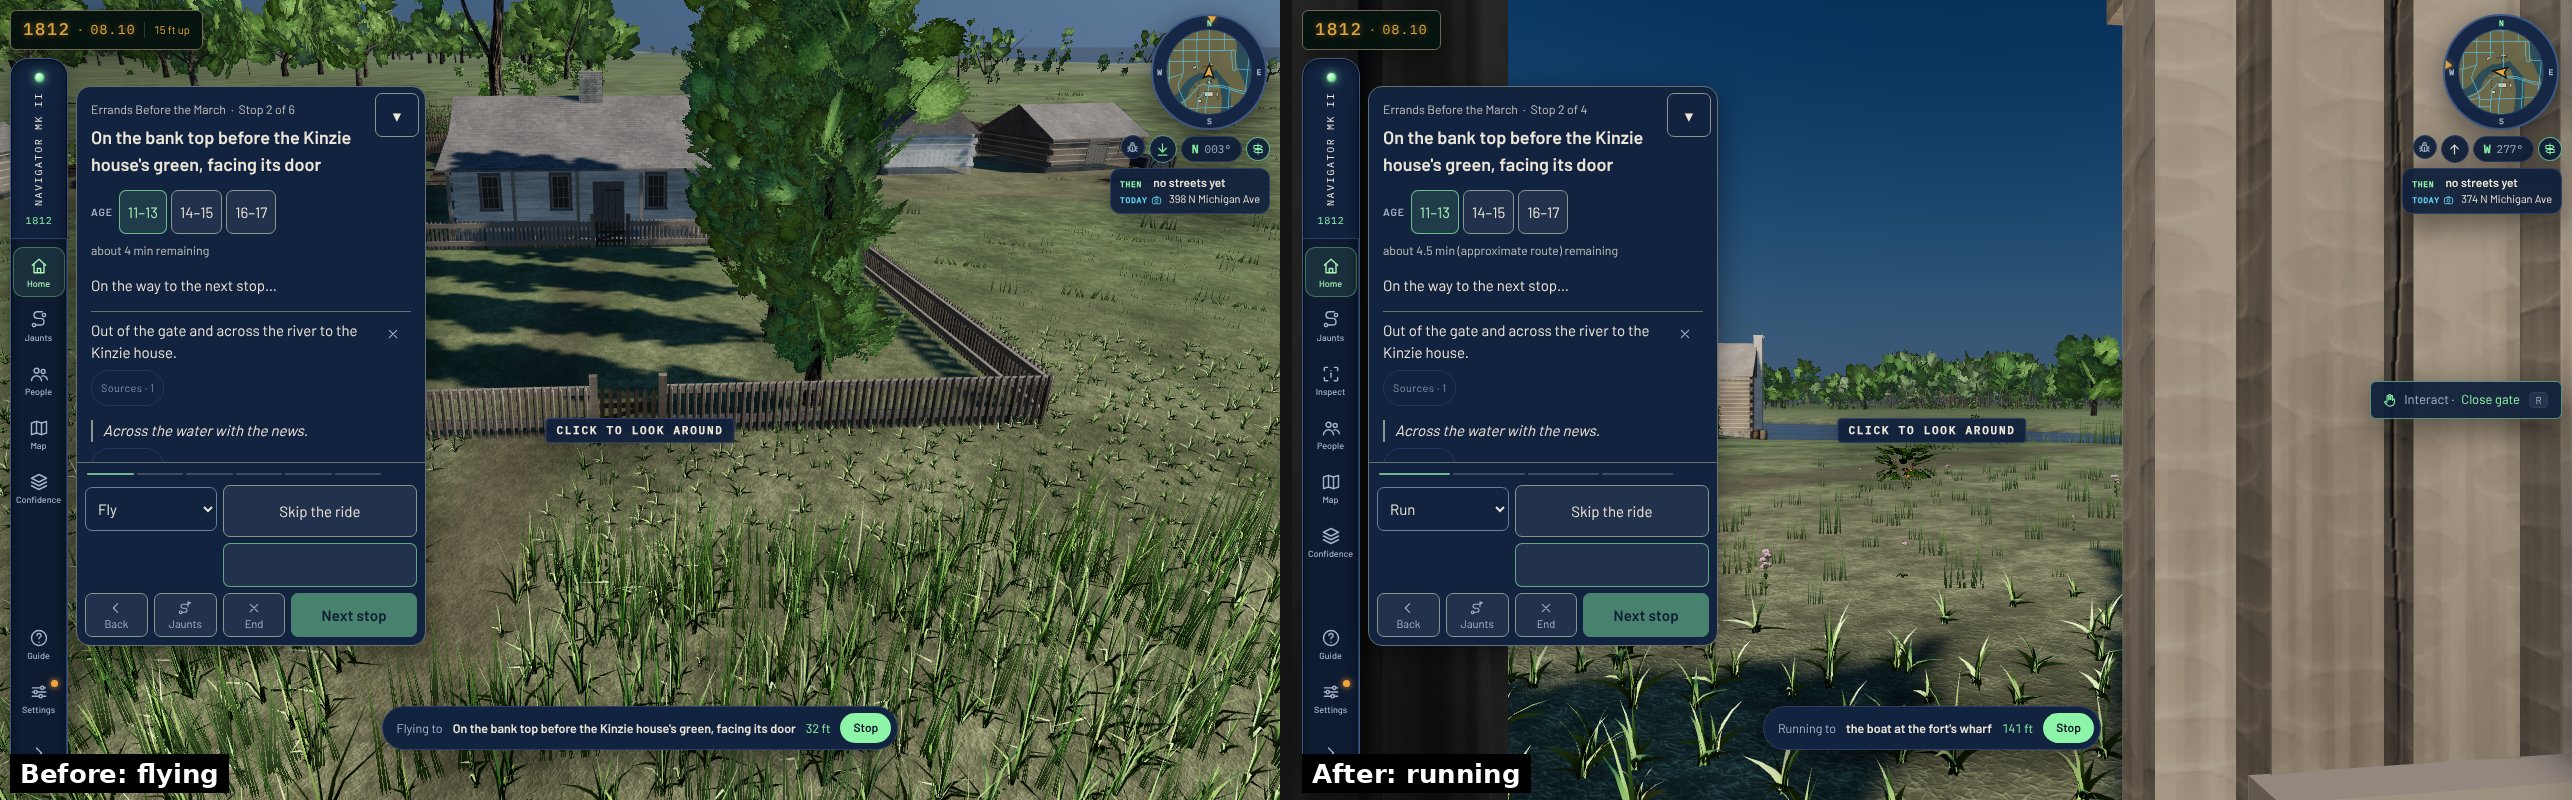 1812 · 08.10 15 ft up
NAVIGATOR MK II
1812
Home
Jaunts
People
Map
Confidence
Guide
Settings
Errands Before the March · Stop 2 of 6
▼
On the bank top before the Kinzie
house's green, facing its door
AGE 11–13 14–15 16–17
about 4 min remaining
On the way to the next stop...
Out of the gate and across the river to the
Kinzie house.
Sources · 1
Across the water with the news.
Fly
Skip the ride
Back
Jaunts
End
Next stop
CLICK TO LOOK AROUND
N
W E
S
N 003°
THEN no streets yet
TODAY 398 N Michigan Ave
Flying to On the bank top before the Kinzie house's green, facing its door 32 ft Stop
Before: flying
1812 · 08.10
NAVIGATOR MK II
1812
Home
Jaunts
Inspect
People
Map
Confidence
Guide
Settings
Errands Before the March · Stop 2 of 4
▼
On the bank top before the Kinzie
house's green, facing its door
AGE 11–13 14–15 16–17
about 4.5 min (approximate route) remaining
On the way to the next stop...
Out of the gate and across the river to the
Kinzie house.
Sources · 1
Across the water with the news.
Run
Skip the ride
Back
Jaunts
End
Next stop
CLICK TO LOOK AROUND
N
W E
S
W 277°
THEN no streets yet
TODAY 374 N Michigan Ave
Interact · Close gate R
Running to the boat at the fort's wharf 141 ft Stop
After: running